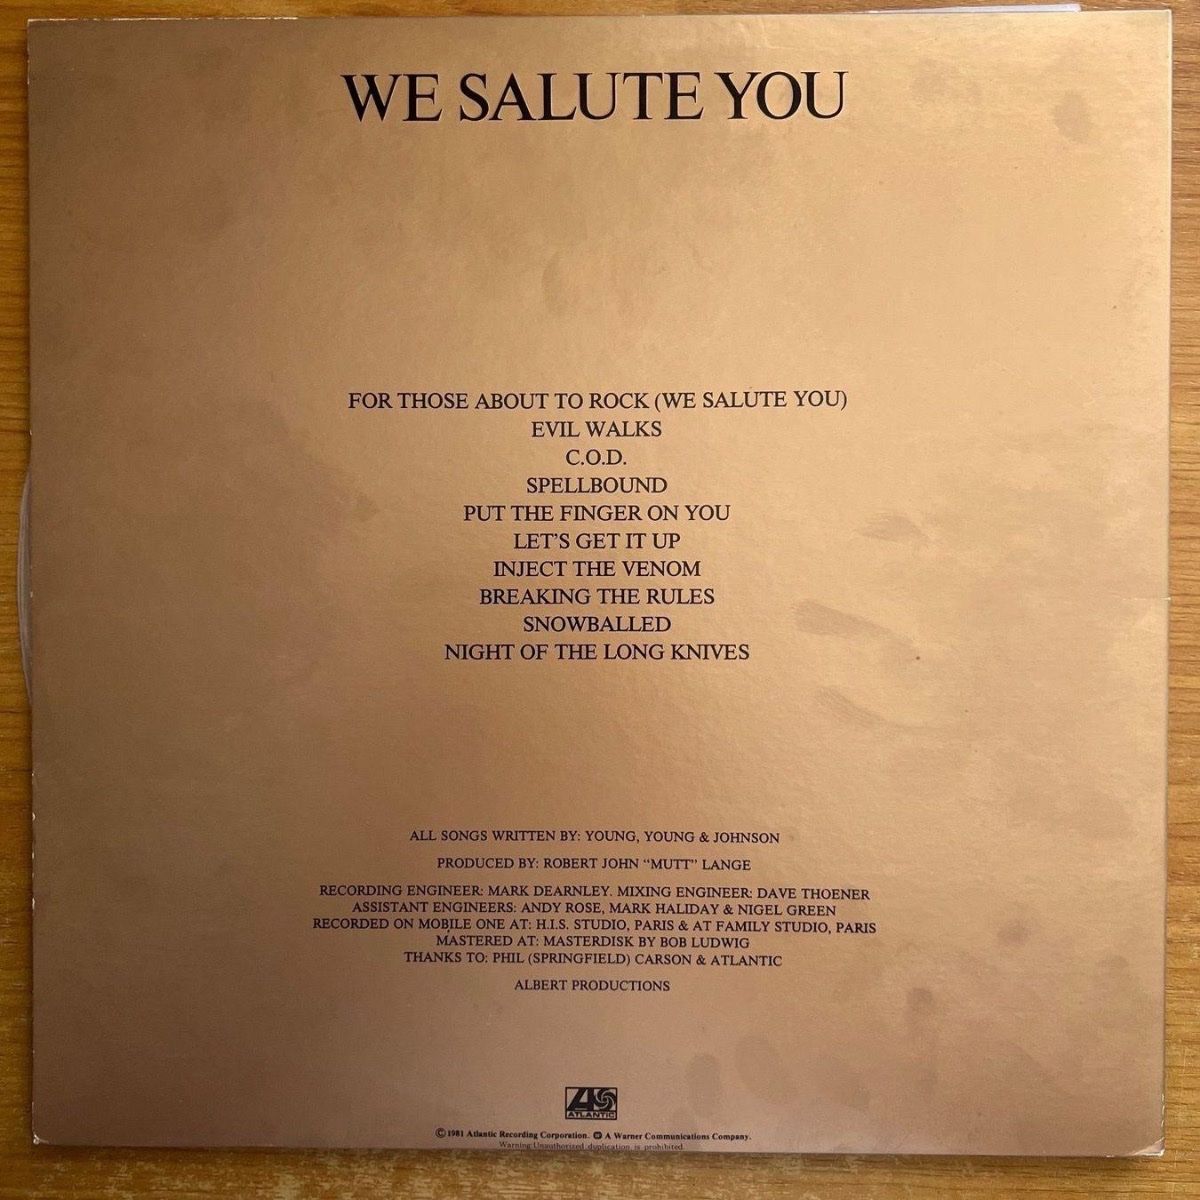 WE SALUTE YOU
FOR THOSE ABOUT TO ROCK (WE SALUTE YOU)
EVIL WALKS
C.O.D.
SPELLBOUND
PUT THE FINGER ON YOU
LET'S GET IT UP
INJECT THE VENOM
BREAKING THE RULES
SNOWBALLED
NIGHT OF THE LONG KNIVES
ALL SONGS WRITTEN BY: YOUNG, YOUNG & JOHNSON
PRODUCED BY: ROBERT JOHN “MUTT” LANGE
RECORDING ENGINEER: MARK DEARNLEY. MIXING ENGINEER: DAVE THOENER
ASSISTANT ENGINEERS: ANDY ROSE, MARK HALIDAY & NIGEL GREEN
RECORDED ON MOBILE ONE AT: H.I.S. STUDIO, PARIS & AT FAMILY STUDIO, PARIS
MASTERED AT: MASTERDISK BY BOB LUDWIG
THANKS TO: PHIL (SPRINGFIELD) CARSON & ATLANTIC
ALBERT PRODUCTIONS
ATLANTIC
© 1981 Atlantic Recording Corporation. A Warner Communications Company.
Warning: Unauthorized duplication is prohibited.